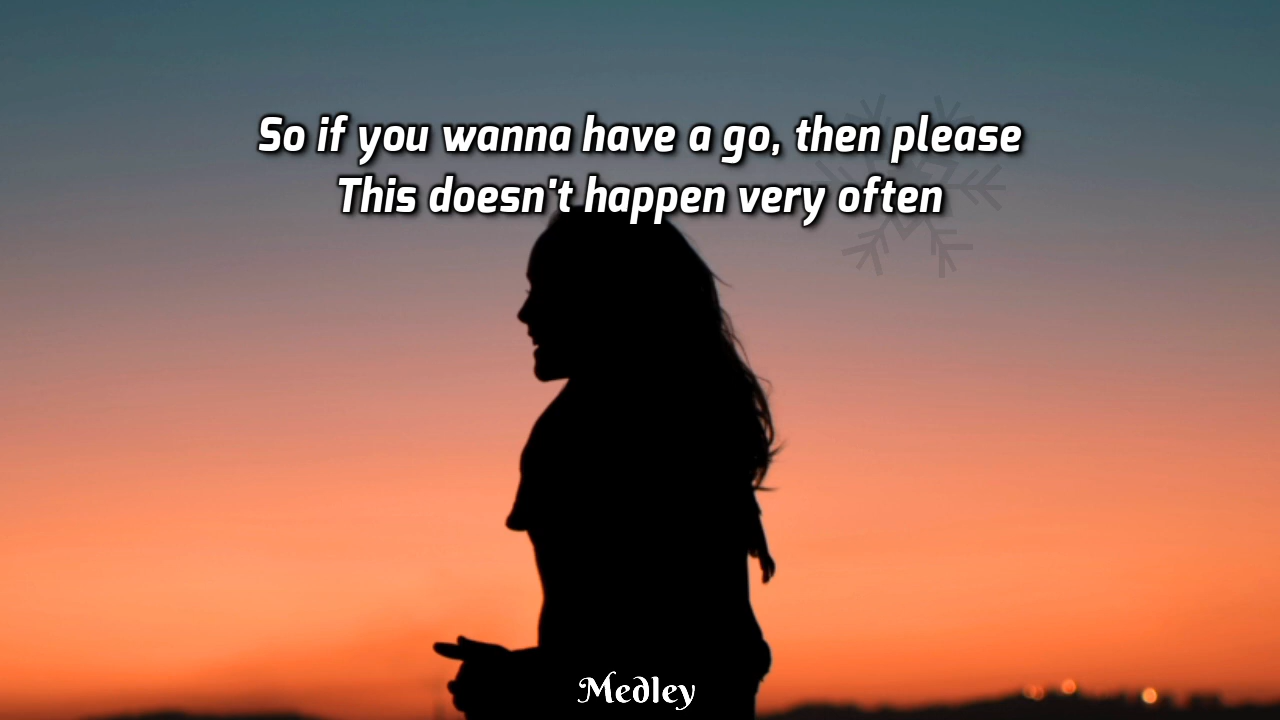 So if you wanna have a go, then please
This doesn't happen very often
Medley